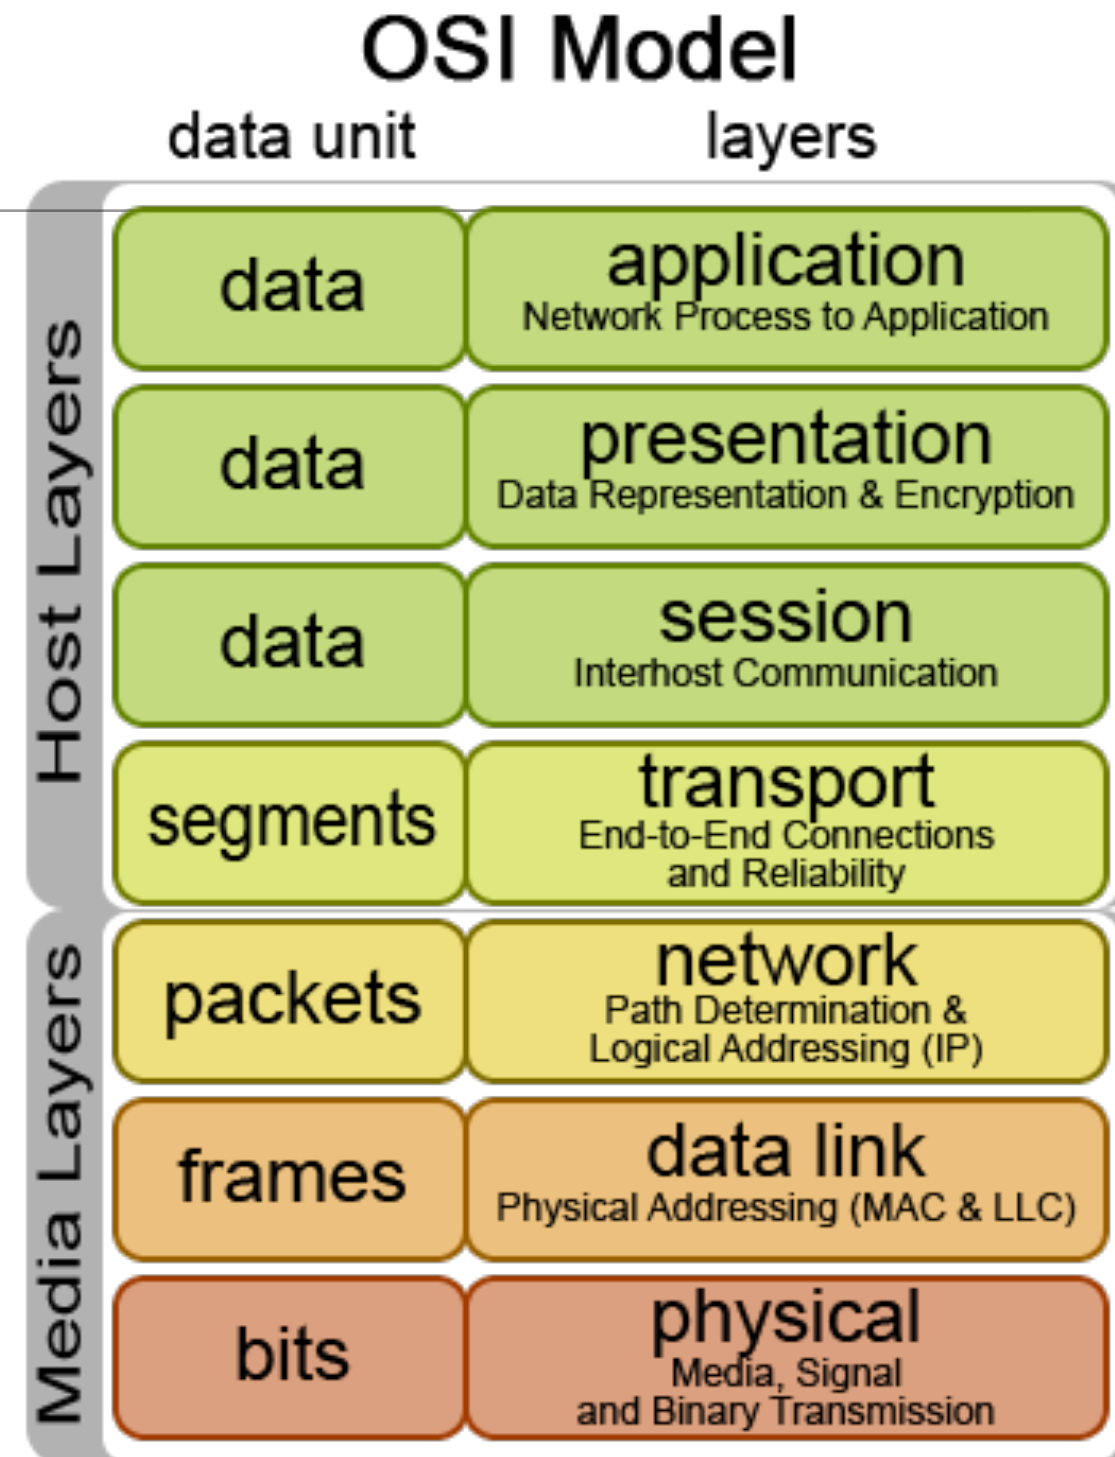 OSI Model
data unit layers
Host Layers
data
application
Network Process to Application
data
presentation
Data Representation & Encryption
data
session
Interhost Communication
segments
transport
End-to-End Connections
and Reliability
Media Layers
packets
network
Path Determination &
Logical Addressing (IP)
frames
data link
Physical Addressing (MAC & LLC)
bits
physical
Media, Signal
and Binary Transmission